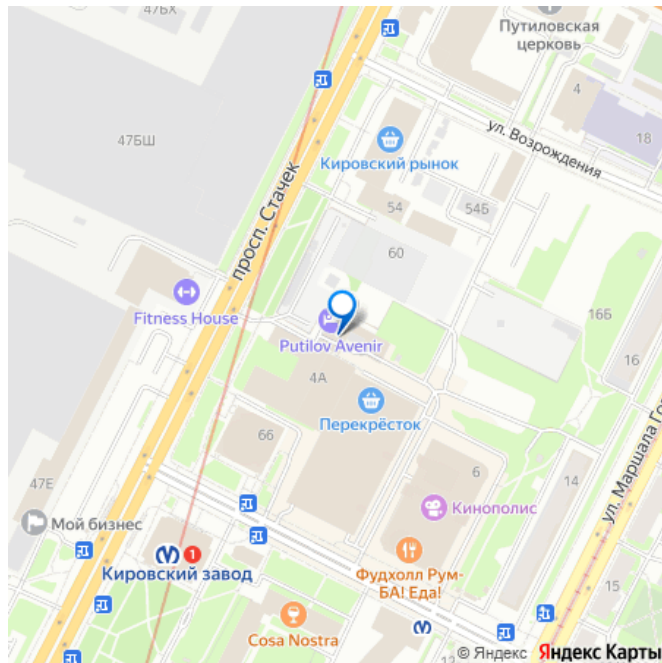 47БХ
Путиловская
церковь
4
18
ул. Возрождения
47БШ
Кировский рынок
54
54Б
просп. Стачек
60
Fitness House
Putilov Avenir
16Б
16
4А
Перекрёсток
66
6
14
ул. Маршала Гов
47Е
Мой бизнес
Кинополис
1
Кировский завод
Фудхолл Рум-
БА! Еда!
15
Cosa Nostra
© Яндекс Яндекс Карты